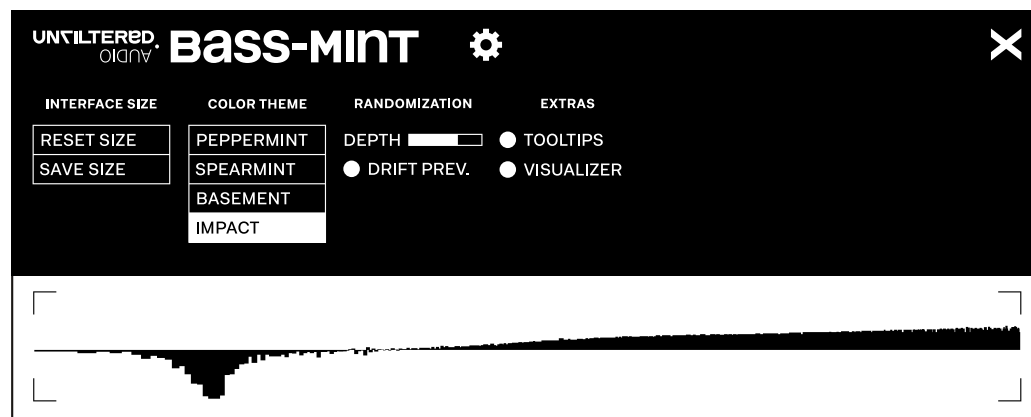 UNFILTERED
AUDIO
BASS-MINT
INTERFACE SIZE
RESET SIZE
SAVE SIZE
COLOR THEME
PEPPERMINT
SPEARMINT
BASEMENT
IMPACT
RANDOMIZATION
DEPTH
DRIFT PREV.
EXTRAS
TOOLTIPS
VISUALIZER